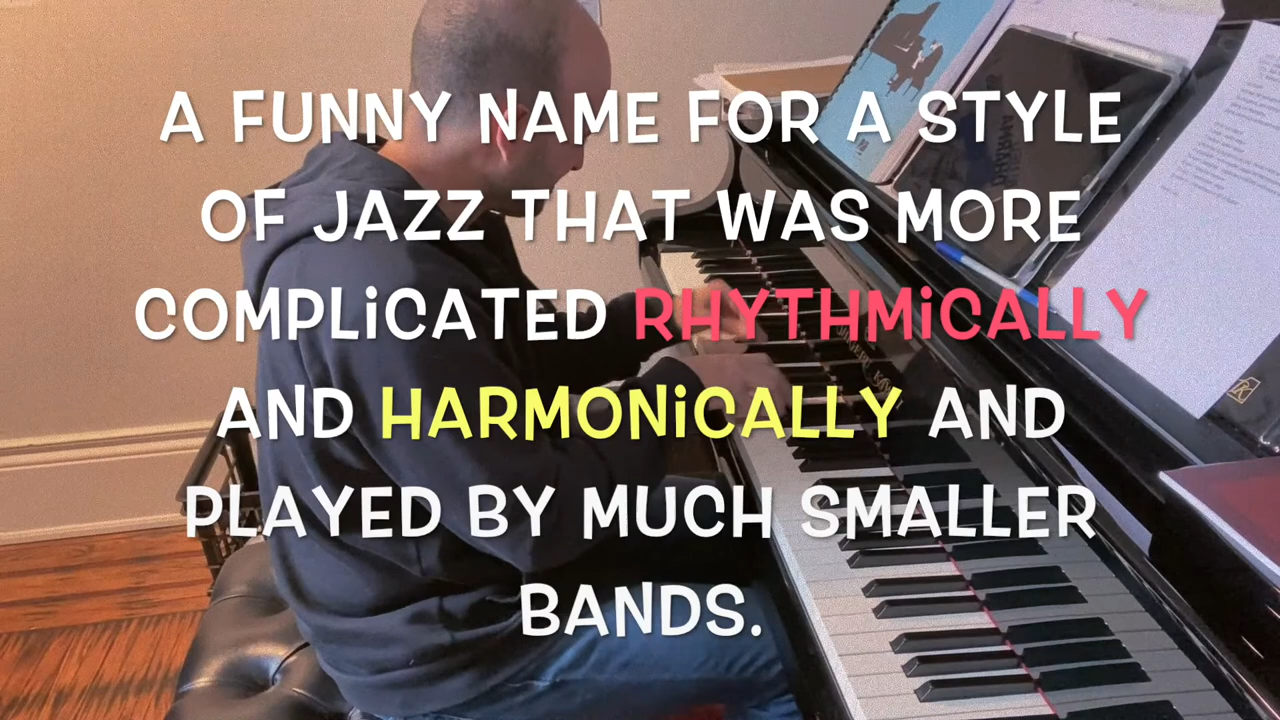 A FUNNY NAME FOR A STYLE
OF JAZZ THAT WAS MORE
COMPLiCATED RHYTHMiCALLY
AND HARMONiCALLY AND
PLAYED BY MUCH SMALLER
BANDS.